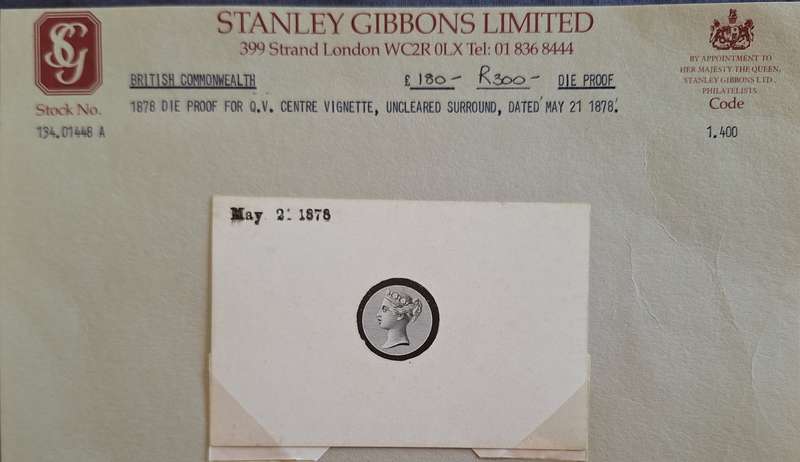 STANLEY GIBBONS LIMITED
399 Strand London WC2R 0LX Tel: 01 836 8444
SG
BY APPOINTMENT TO
HER MAJESTY THE QUEEN,
STANLEY GIBBONS LTD.,
PHILATELISTS
BRITISH COMMONWEALTH £ 180- R300- DIE PROOF
Stock No. Code
1878 DIE PROOF FOR Q.V. CENTRE VIGNETTE, UNCLEARED SURROUND, DATED'MAY 21 1878'.
134.01448 A 1.400
May 21 1878